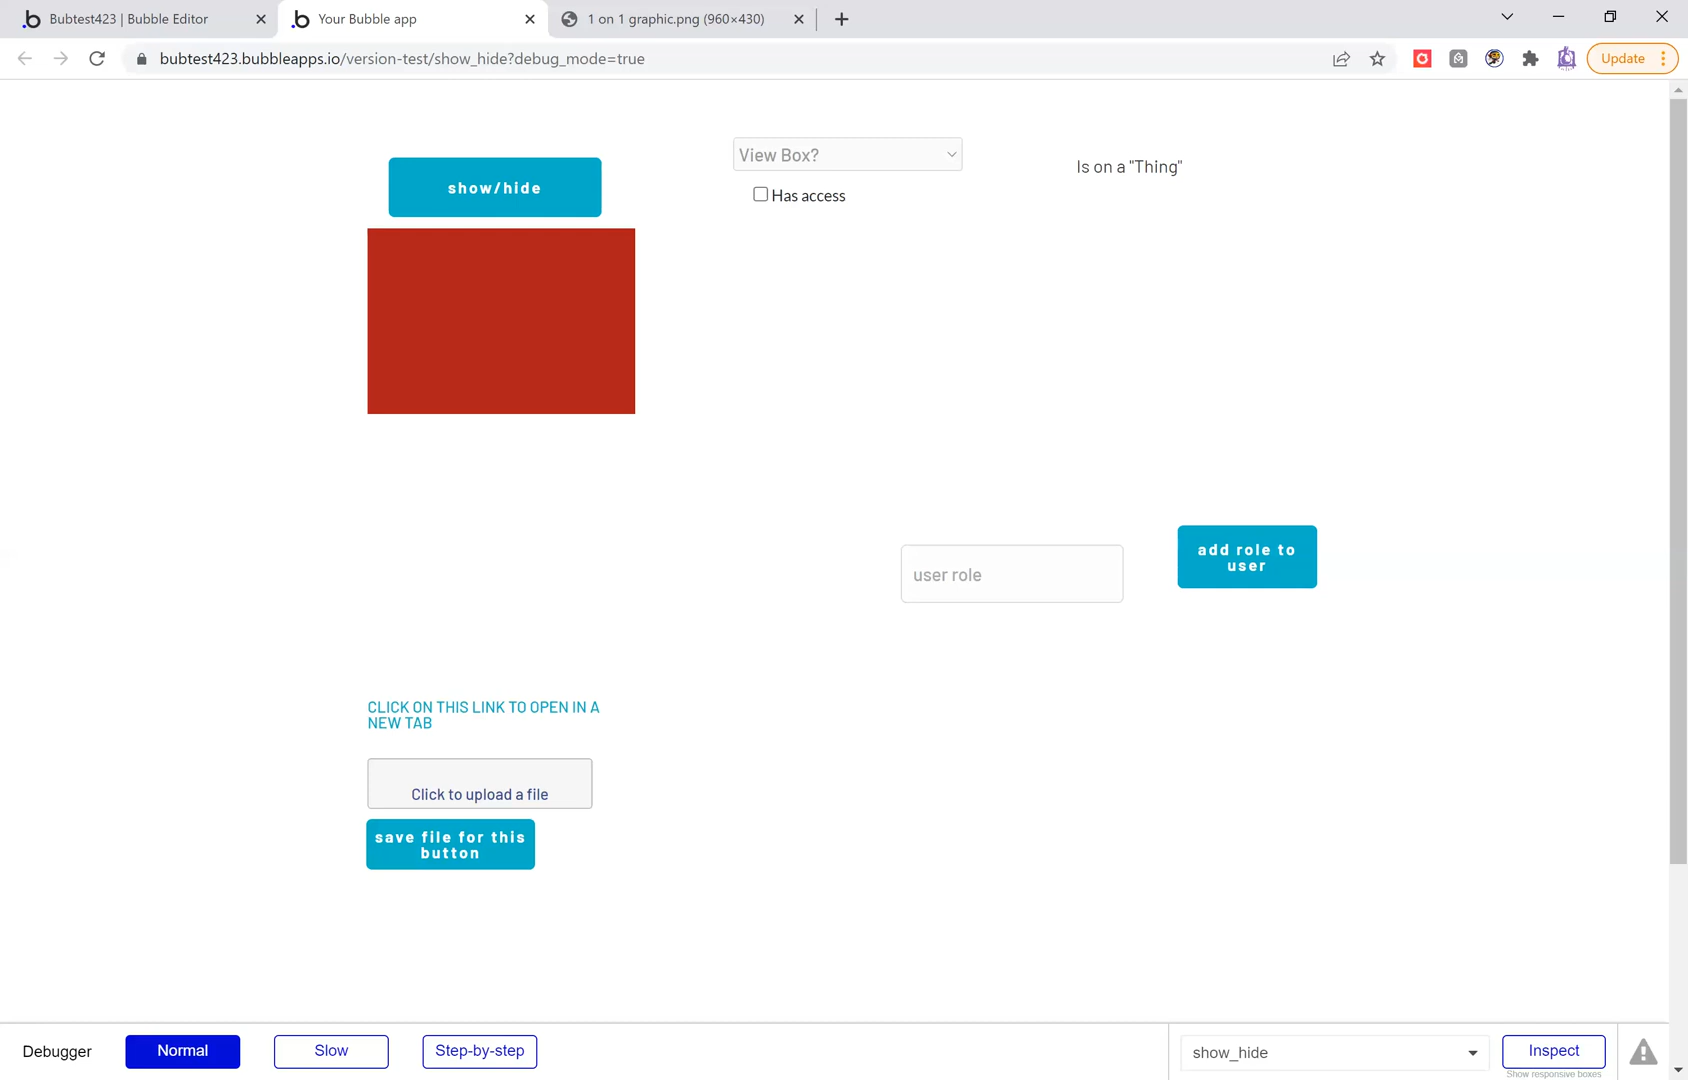 Bubtest423 | Bubble Editor
Your Bubble app
1 on 1 graphic.png (960×430)
bubtest423.bubbleapps.io/version-test/show_hide?debug_mode=true
Update
show/hide
View Box?
Has access
Is on a "Thing"
user role
add role to
user
CLICK ON THIS LINK TO OPEN IN A
NEW TAB
Click to upload a file
save file for this
button
Debugger
Normal
Slow
Step-by-step
show_hide
Inspect
Show responsive boxes